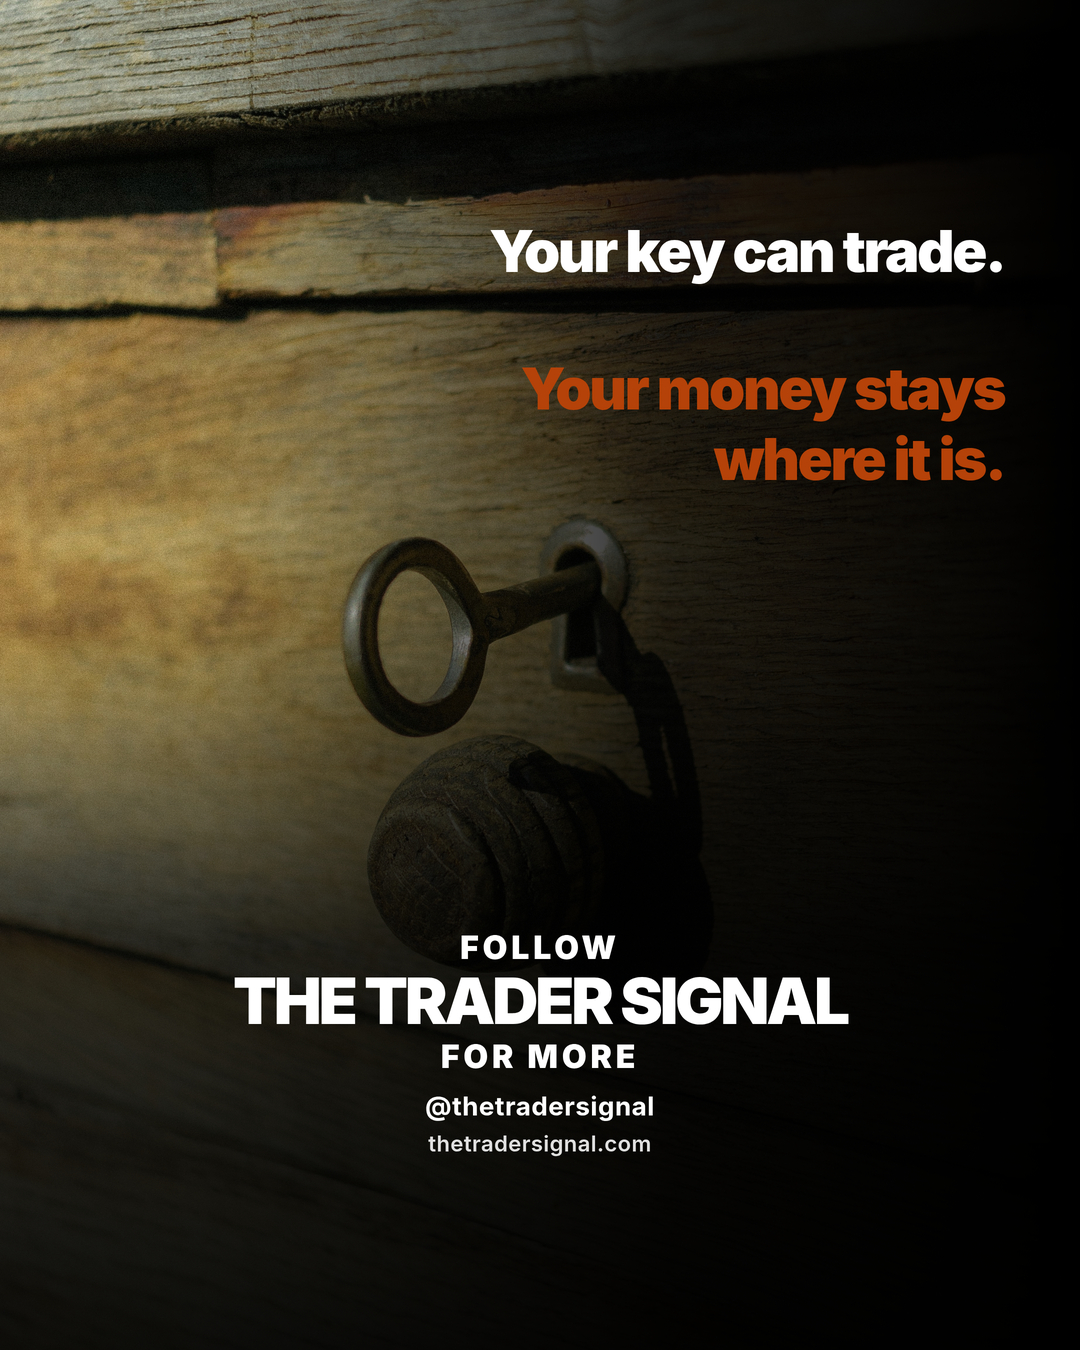 Your key can trade.
Your money stays
where it is.
FOLLOW
THE TRADER SIGNAL
FOR MORE
@thetradersignal
thetradersignal.com